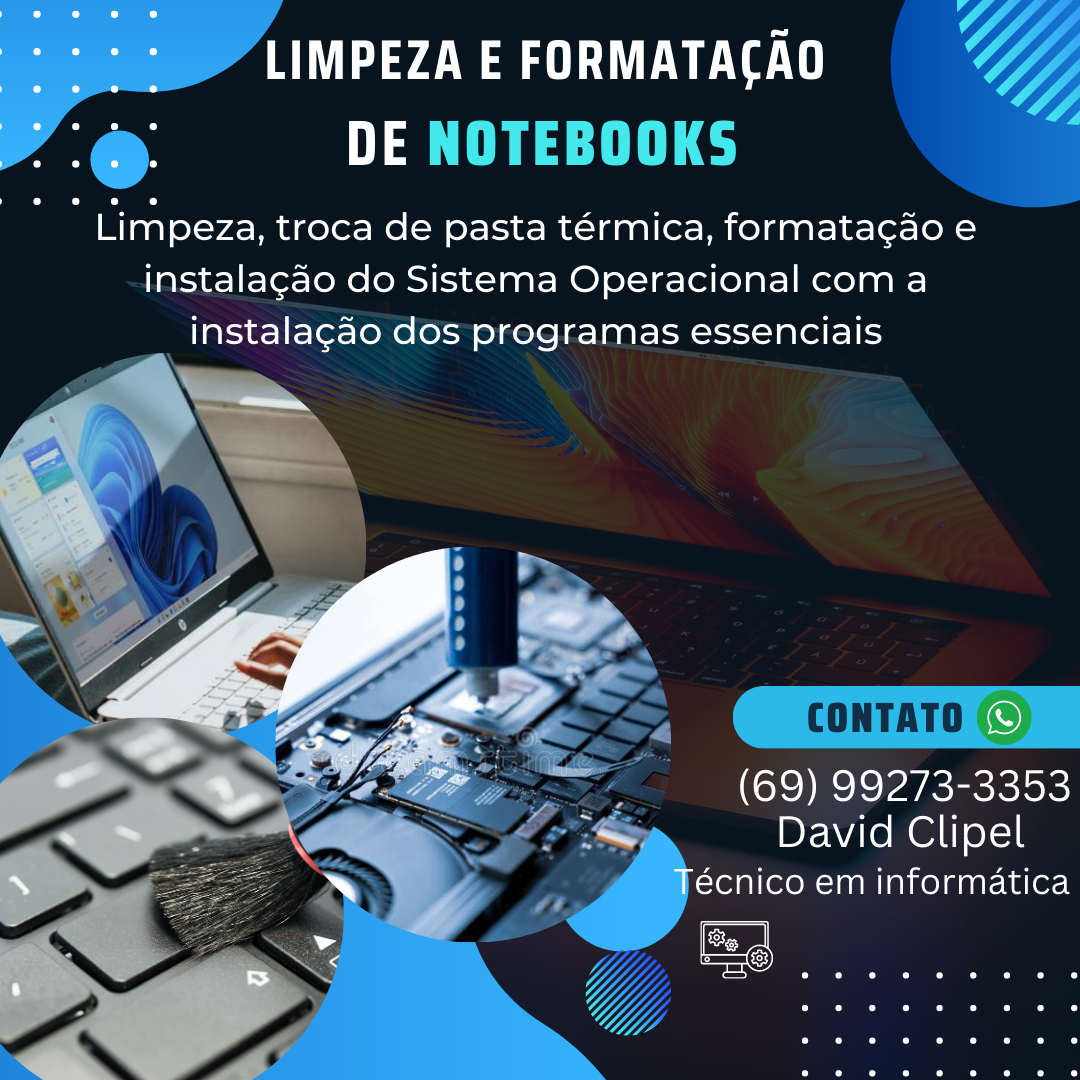 LIMPEZA E FORMATAÇÃO
DE NOTEBOOKS
Limpeza, troca de pasta térmica, formatação e
instalação do Sistema Operacional com a
instalação dos programas essenciais
CONTATO
(69) 99273-3353
David Clipel
Técnico em informática